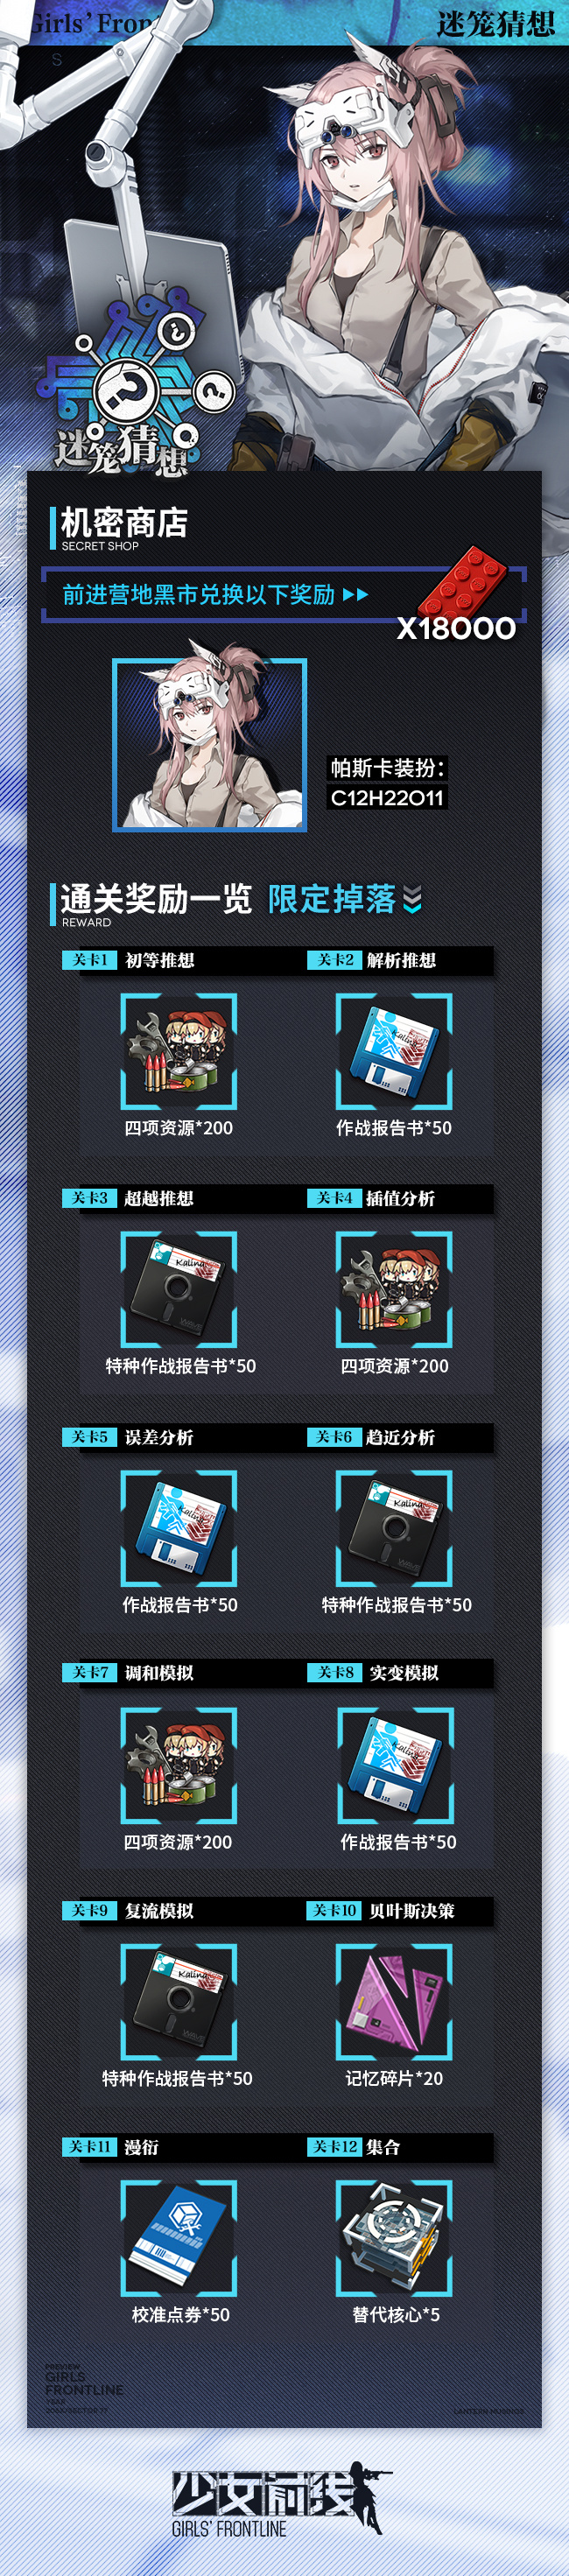 Girls' Front
迷笼猜想
S
迷笼猜想
机密商店
SECRET SHOP
前进营地黑市兑换以下奖励
X18000
帕斯卡装扮:
C12H22O11
通关奖励一览 限定掉落
REWARD
关卡1 初等推想
关卡2 解析推想
Kalina
四项资源*200
作战报告书*50
关卡3 超越推想
关卡4 插值分析
Kalina
特种作战报告书*50
四项资源*200
关卡5 误差分析
关卡6 趋近分析
Kalina
Kalina
作战报告书*50
特种作战报告书*50
关卡7 调和模拟
关卡8 实变模拟
Kalina
四项资源*200
作战报告书*50
关卡9 复流模拟
关卡10 贝叶斯决策
Kalina
特种作战报告书*50
记忆碎片*20
关卡11 漫衍
关卡12 集合
校准点券*50
替代核心*5
PREVIEW
GIRLS
FRONTLINE
YEAR
LANTERN MUSINGS
少女前线
GIRLS' FRONTLINE